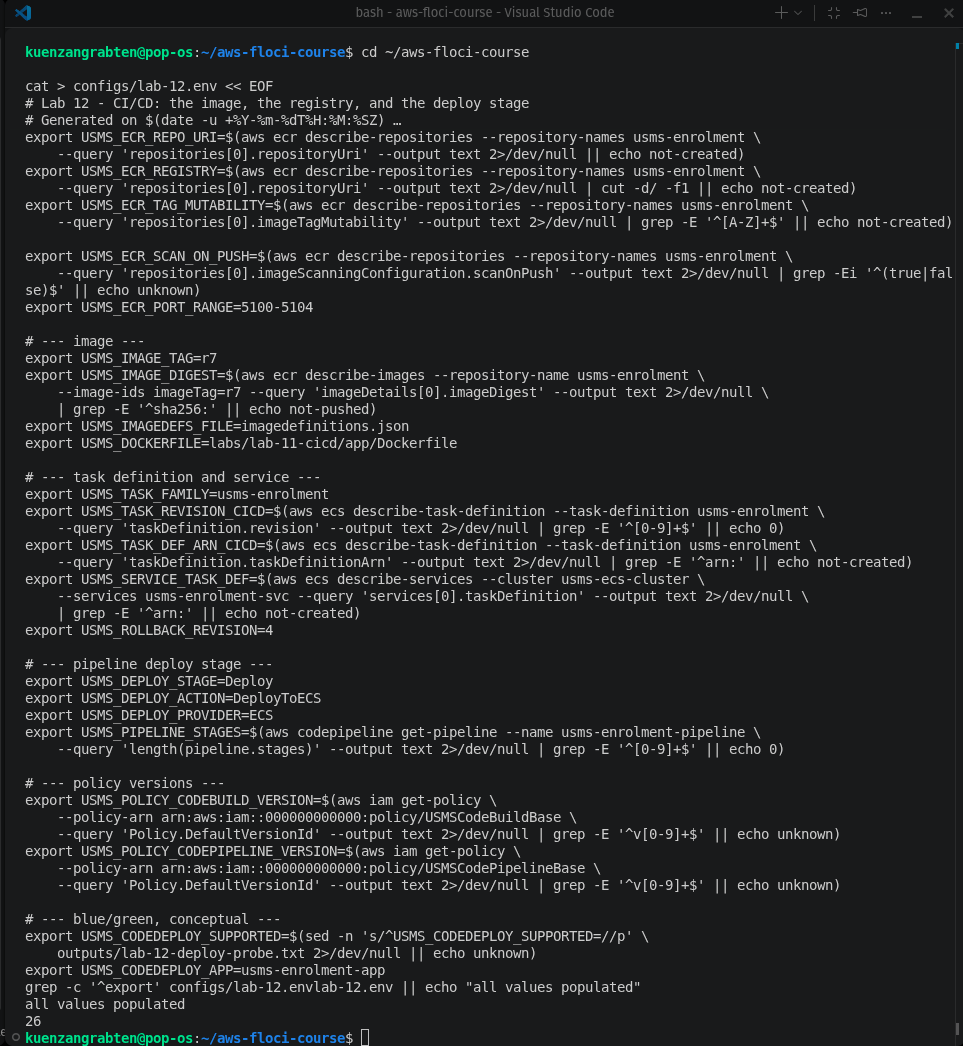 bash - aws-floci-course - Visual Studio Code
kuenzangrabten@pop-os:~/aws-floci-course$ cd ~/aws-floci-course
cat > configs/lab-12.env << EOF
# Lab 12 - CI/CD: the image, the registry, and the deploy stage
# Generated on $(date -u +%Y-%m-%dT%H:%M:%SZ) …
export USMS_ECR_REPO_URI=$(aws ecr describe-repositories --repository-names usms-enrolment \
    --query 'repositories[0].repositoryUri' --output text 2>/dev/null || echo not-created)
export USMS_ECR_REGISTRY=$(aws ecr describe-repositories --repository-names usms-enrolment \
    --query 'repositories[0].repositoryUri' --output text 2>/dev/null | cut -d/ -f1 || echo not-created)
export USMS_ECR_TAG_MUTABILITY=$(aws ecr describe-repositories --repository-names usms-enrolment \
    --query 'repositories[0].imageTagMutability' --output text 2>/dev/null | grep -E '^[A-Z]+$' || echo not-created)
export USMS_ECR_SCAN_ON_PUSH=$(aws ecr describe-repositories --repository-names usms-enrolment \
    --query 'repositories[0].imageScanningConfiguration.scanOnPush' --output text 2>/dev/null | grep -Ei '^(true|fal
se)$' || echo unknown)
export USMS_ECR_PORT_RANGE=5100-5104
# --- image ---
export USMS_IMAGE_TAG=r7
export USMS_IMAGE_DIGEST=$(aws ecr describe-images --repository-name usms-enrolment \
    --image-ids imageTag=r7 --query 'imageDetails[0].imageDigest' --output text 2>/dev/null \
    | grep -E '^sha256:' || echo not-pushed)
export USMS_IMAGEDEFS_FILE=imagedefinitions.json
export USMS_DOCKERFILE=labs/lab-11-cicd/app/Dockerfile
# --- task definition and service ---
export USMS_TASK_FAMILY=usms-enrolment
export USMS_TASK_REVISION_CICD=$(aws ecs describe-task-definition --task-definition usms-enrolment \
    --query 'taskDefinition.revision' --output text 2>/dev/null | grep -E '^[0-9]+$' || echo 0)
export USMS_TASK_DEF_ARN_CICD=$(aws ecs describe-task-definition --task-definition usms-enrolment \
    --query 'taskDefinition.taskDefinitionArn' --output text 2>/dev/null | grep -E '^arn:' || echo not-created)
export USMS_SERVICE_TASK_DEF=$(aws ecs describe-services --cluster usms-ecs-cluster \
    --services usms-enrolment-svc --query 'services[0].taskDefinition' --output text 2>/dev/null \
    | grep -E '^arn:' || echo not-created)
export USMS_ROLLBACK_REVISION=4
# --- pipeline deploy stage ---
export USMS_DEPLOY_STAGE=Deploy
export USMS_DEPLOY_ACTION=DeployToECS
export USMS_DEPLOY_PROVIDER=ECS
export USMS_PIPELINE_STAGES=$(aws codepipeline get-pipeline --name usms-enrolment-pipeline \
    --query 'length(pipeline.stages)' --output text 2>/dev/null | grep -E '^[0-9]+$' || echo 0)
# --- policy versions ---
export USMS_POLICY_CODEBUILD_VERSION=$(aws iam get-policy \
    --policy-arn arn:aws:iam::000000000000:policy/USMSCodeBuildBase \
    --query 'Policy.DefaultVersionId' --output text 2>/dev/null | grep -E '^v[0-9]+$' || echo unknown)
export USMS_POLICY_CODEPIPELINE_VERSION=$(aws iam get-policy \
    --policy-arn arn:aws:iam::000000000000:policy/USMSCodePipelineBase \
    --query 'Policy.DefaultVersionId' --output text 2>/dev/null | grep -E '^v[0-9]+$' || echo unknown)
# --- blue/green, conceptual ---
export USMS_CODEDEPLOY_SUPPORTED=$(sed -n 's/^USMS_CODEDEPLOY_SUPPORTED=//p' \
    outputs/lab-12-deploy-probe.txt 2>/dev/null || echo unknown)
export USMS_CODEDEPLOY_APP=usms-enrolment-app
grep -c '^export' configs/lab-12.envlab-12.env || echo "all values populated"
all values populated
26
kuenzangrabten@pop-os:~/aws-floci-course$